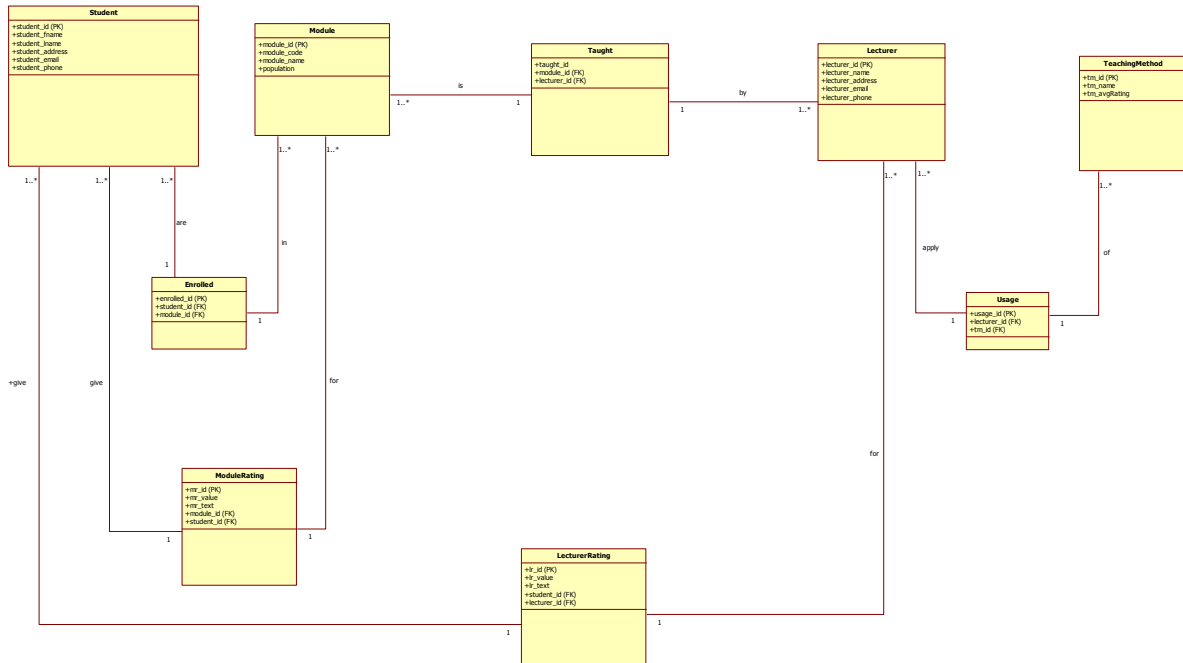 Student
+student_id (PK)
+student_fname
+student_lname
+student_address
+student_email
+student_phone
Module
+module_id (PK)
+module_code
+module_name
+population
Taught
+taught_id
+module_id (FK)
+lecturer_id (FK)
Lecturer
+lecturer_id (PK)
+lecturer_name
+lecturer_address
+lecturer_email
+lecturer_phone
TeachingMethod
+tm_id (PK)
+tm_name
+tm_avgRating
is
1..*
1
by
1
1..*
1..*
1..*
1..*
1..*
1..*
1..*
1..*
1..*
are
in
apply
of
1
Enrolled
+enrolled_id (PK)
+student_id (FK)
+module_id (FK)
1
Usage
+usage_id (PK)
+lecturer_id (FK)
+tm_id (FK)
1
1
+give
give
for
for
ModuleRating
+mr_id (PK)
+mr_value
+mr_text
+module_id (FK)
+student_id (FK)
1
1
LecturerRating
+lr_id (PK)
+lr_value
+lr_text
+student_id (FK)
+lecturer_id (FK)
1
1